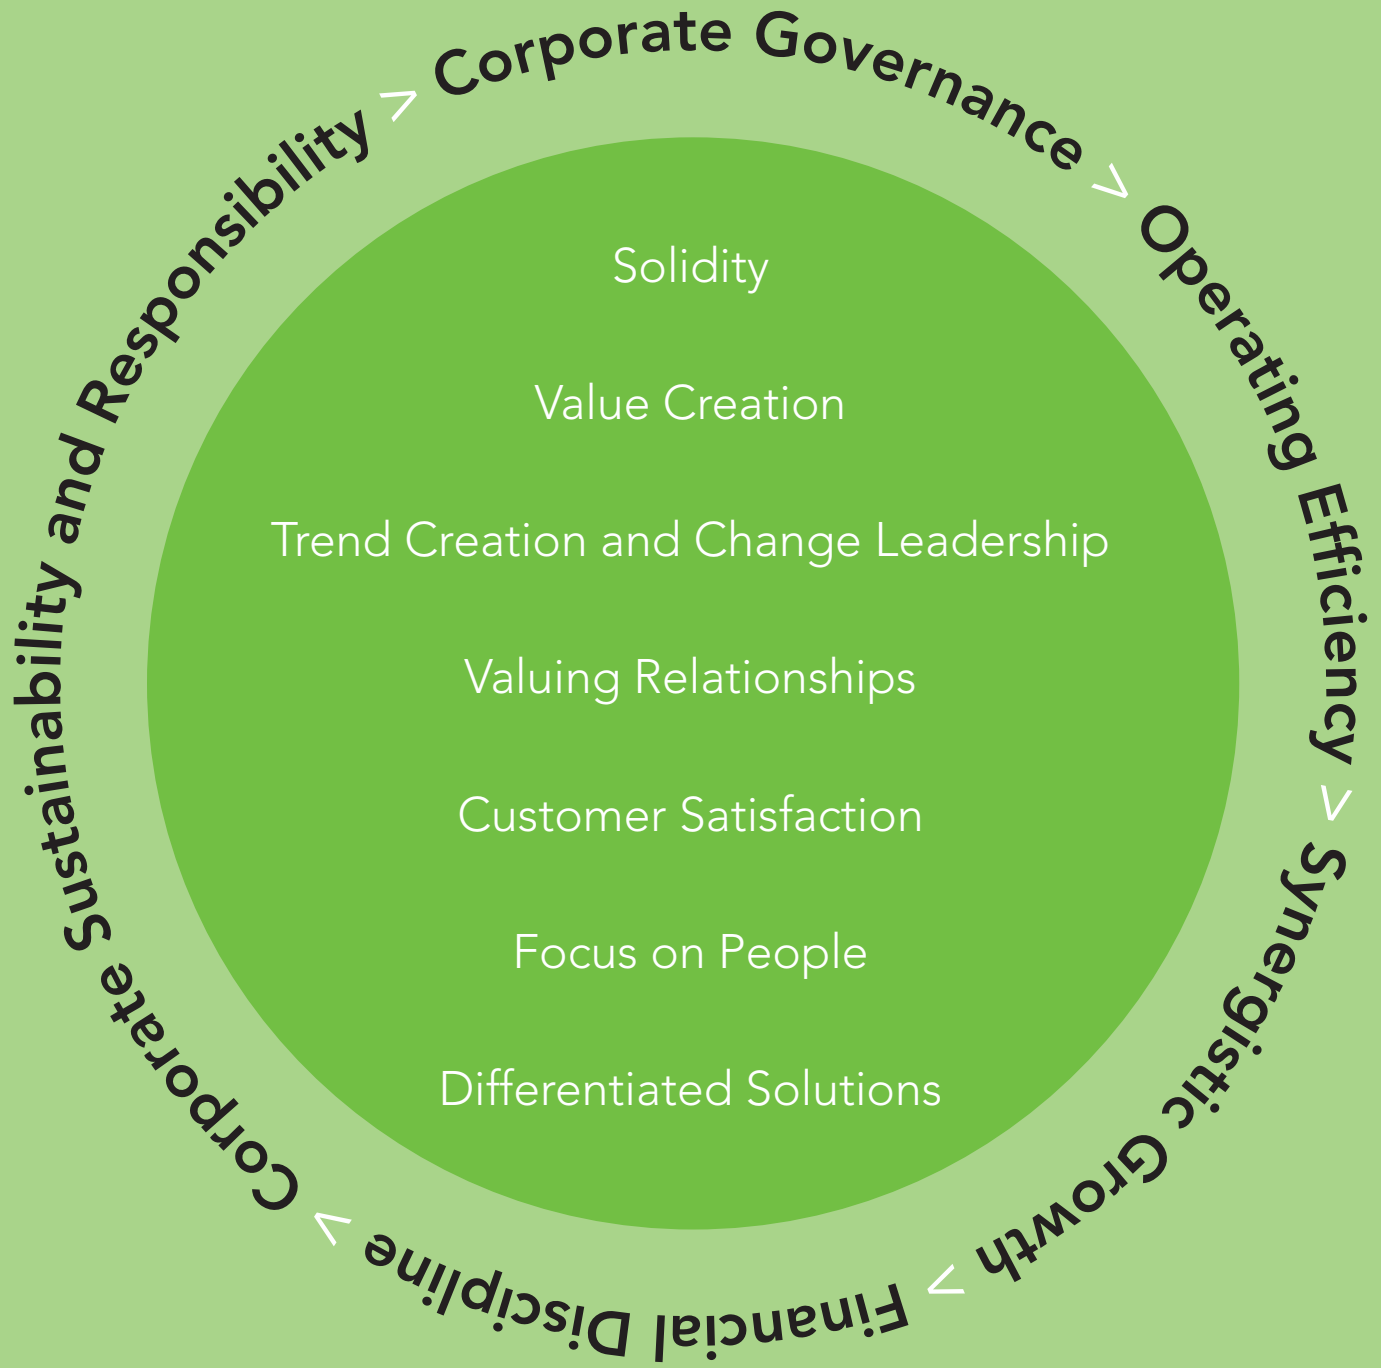 Corporate Governance >
Operating Efficiency >
Synergistic Growth >
Financial Discipline >
Corporate Sustainability and Responsibility >
Solidity
Value Creation
Trend Creation and Change Leadership
Valuing Relationships
Customer Satisfaction
Focus on People
Differentiated Solutions